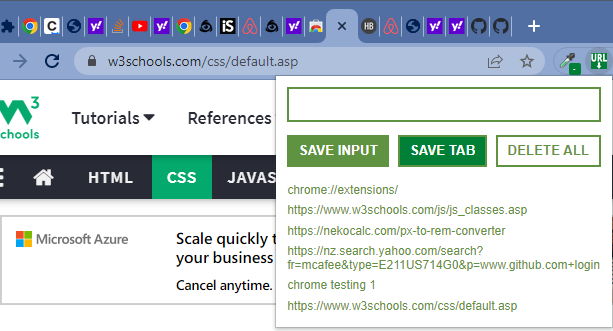 w3schools.com/css/default.asp
URL
3
schools
Tutorials
References
SAVE INPUT
SAVE TAB
DELETE ALL
HTML
CSS
JAVAS
chrome://extensions/
https://www.w3schools.com/js/js_classes.asp
https://nekocalc.com/px-to-rem-converter
https://nz.search.yahoo.com/search?
fr=mcafee&type=E211US714G0&p=www.github.com+login
chrome testing 1
https://www.w3schools.com/css/default.asp
Microsoft Azure
Scale quickly t
your business
Cancel anytime.